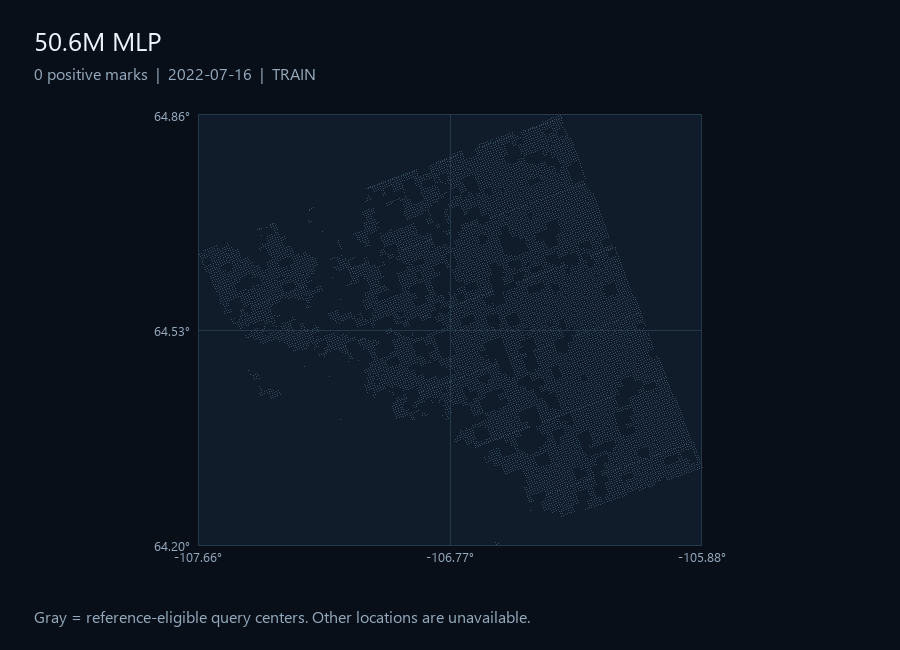 50.6M MLP
0 positive marks | 2022-07-16 | TRAIN
64.86°
64.53°
64.20°
-107.66°
-106.77°
-105.88°
Gray = reference-eligible query centers. Other locations are unavailable.